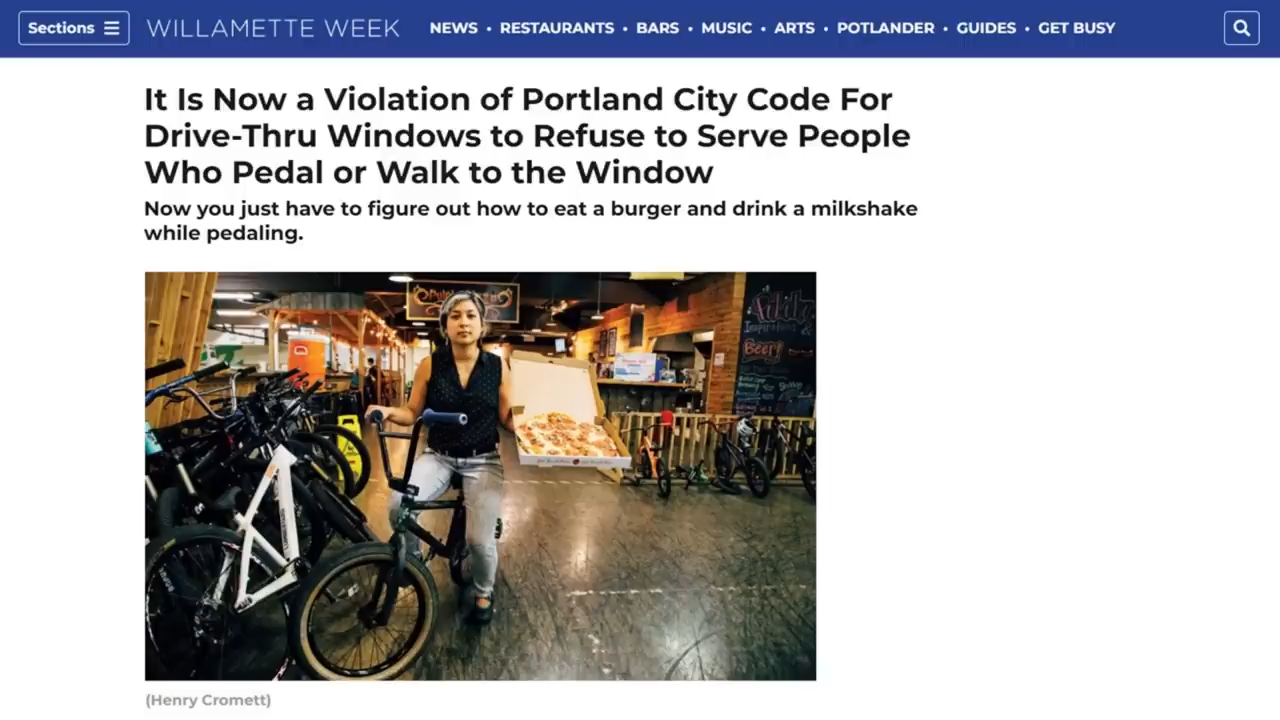 Sections
WILLAMETTE WEEK
NEWS • RESTAURANTS • BARS • MUSIC • ARTS • POTLANDER • GUIDES • GET BUSY
It Is Now a Violation of Portland City Code For
Drive-Thru Windows to Refuse to Serve People
Who Pedal or Walk to the Window
Now you just have to figure out how to eat a burger and drink a milkshake
while pedaling.
Beer!
(Henry Cromett)